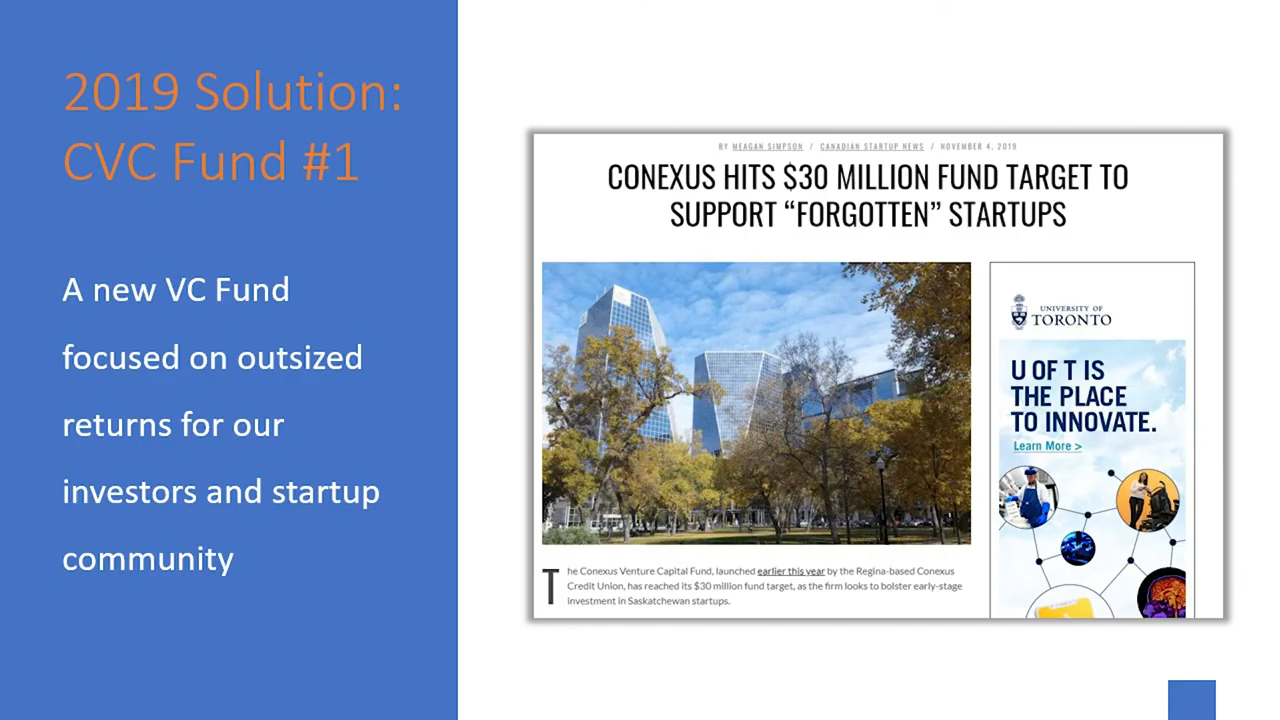 2019 Solution:
CVC Fund #1
A new VC Fund
focused on outsized
returns for our
investors and startup
community
BY MEAGAN SIMPSON / CANADIAN STARTUP NEWS / NOVEMBER 4, 2019
CONEXUS HITS $30 MILLION FUND TARGET TO
SUPPORT “FORGOTTEN” STARTUPS
The Conexus Venture Capital Fund, launched earlier this year by the Regina-based Conexus
Credit Union, has reached its $30 million fund target, as the firm looks to bolster early-stage
investment in Saskatchewan startups.
UNIVERSITY OF
TORONTO
U OF T IS
THE PLACE
TO INNOVATE.
Learn More >